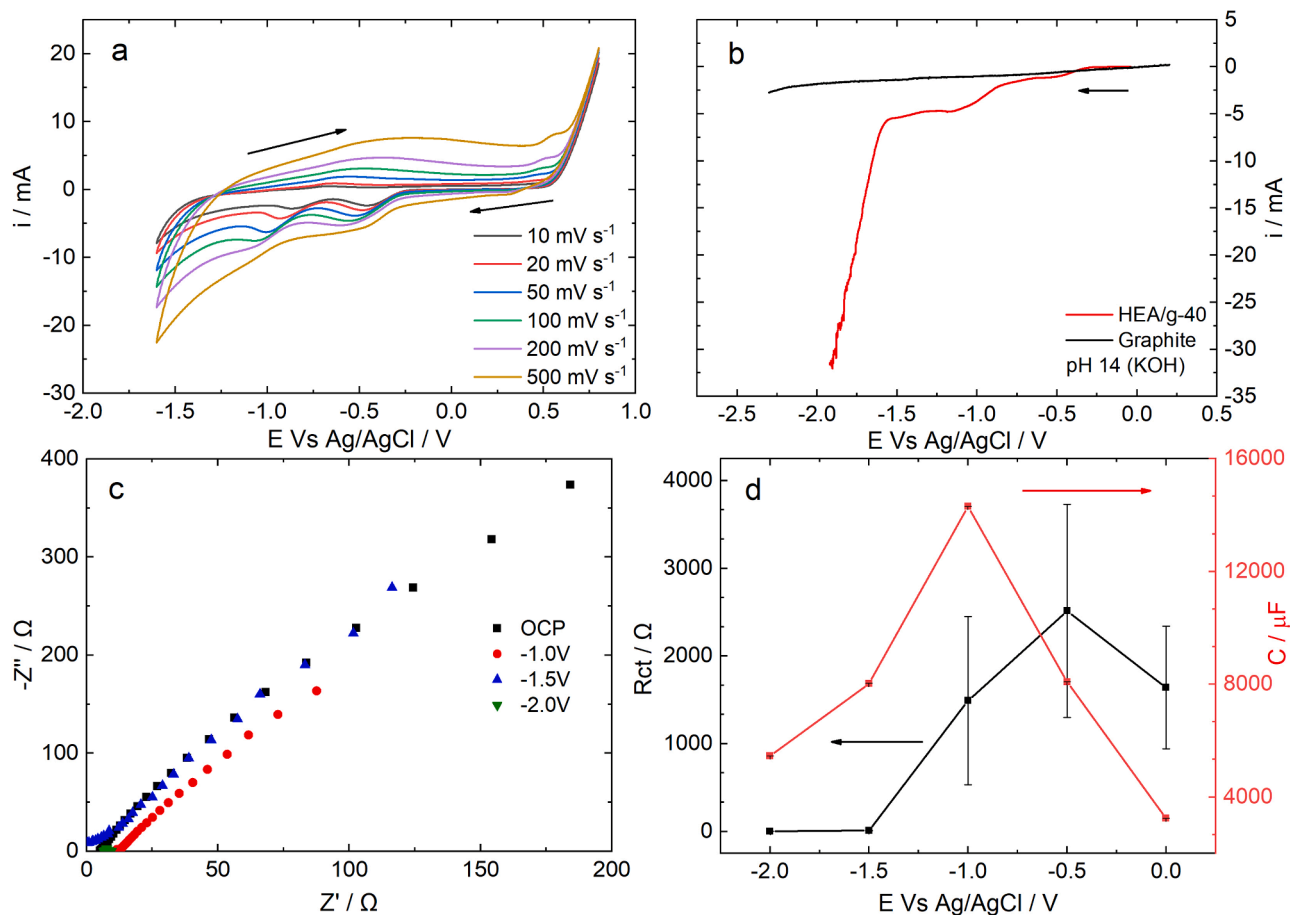 a
20
10
0
-10
-20
-30
i / mA
10 mV s⁻¹
20 mV s⁻¹
50 mV s⁻¹
100 mV s⁻¹
200 mV s⁻¹
500 mV s⁻¹
-2.0 -1.5 -1.0 -0.5 0.0 0.5 1.0
E Vs Ag/AgCl / V
b
5
0
-5
-10
-15
-20
-25
-30
-35
i / mA
HEA/g-40
Graphite
pH 14 (KOH)
-2.5 -2.0 -1.5 -1.0 -0.5 0.0 0.5
E Vs Ag/AgCl / V
c
400
300
200
100
0
-Z'' / Ω
OCP
-1.0V
-1.5V
-2.0V
0 50 100 150 200
Z' / Ω
d
4000
3000
2000
1000
0
Rct / Ω
16000
12000
8000
4000
C / µF
-2.0 -1.5 -1.0 -0.5 0.0
E Vs Ag/AgCl / V